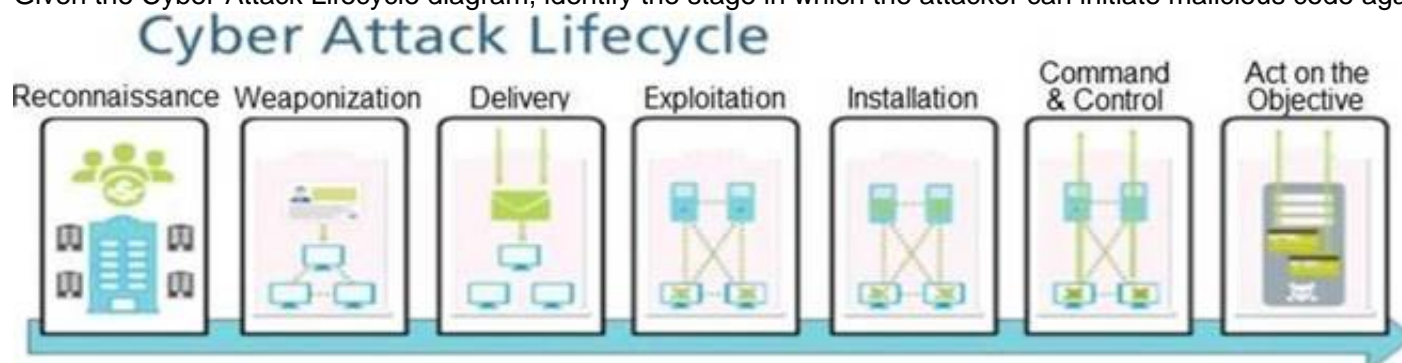 Given the Cyber Attack Lifecycle diagram, identify the stage in which the attacker can initiate malicious code
Cyber Attack Lifecycle
Reconnaissance
Weaponization
Delivery
Exploitation
Installation
Command
& Control
Act on the
Objective